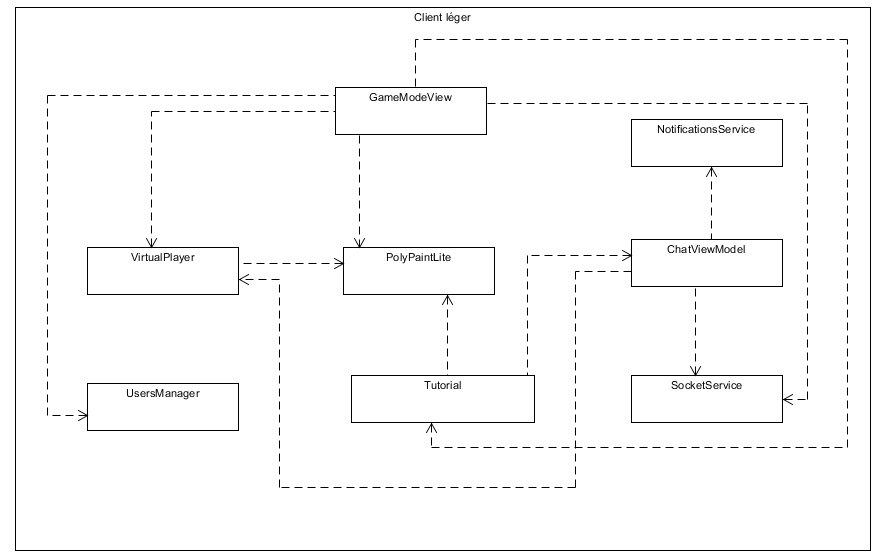 Client léger
GameModeView
NotificationsService
VirtualPlayer
PolyPaintLite
ChatViewModel
UsersManager
Tutorial
SocketService